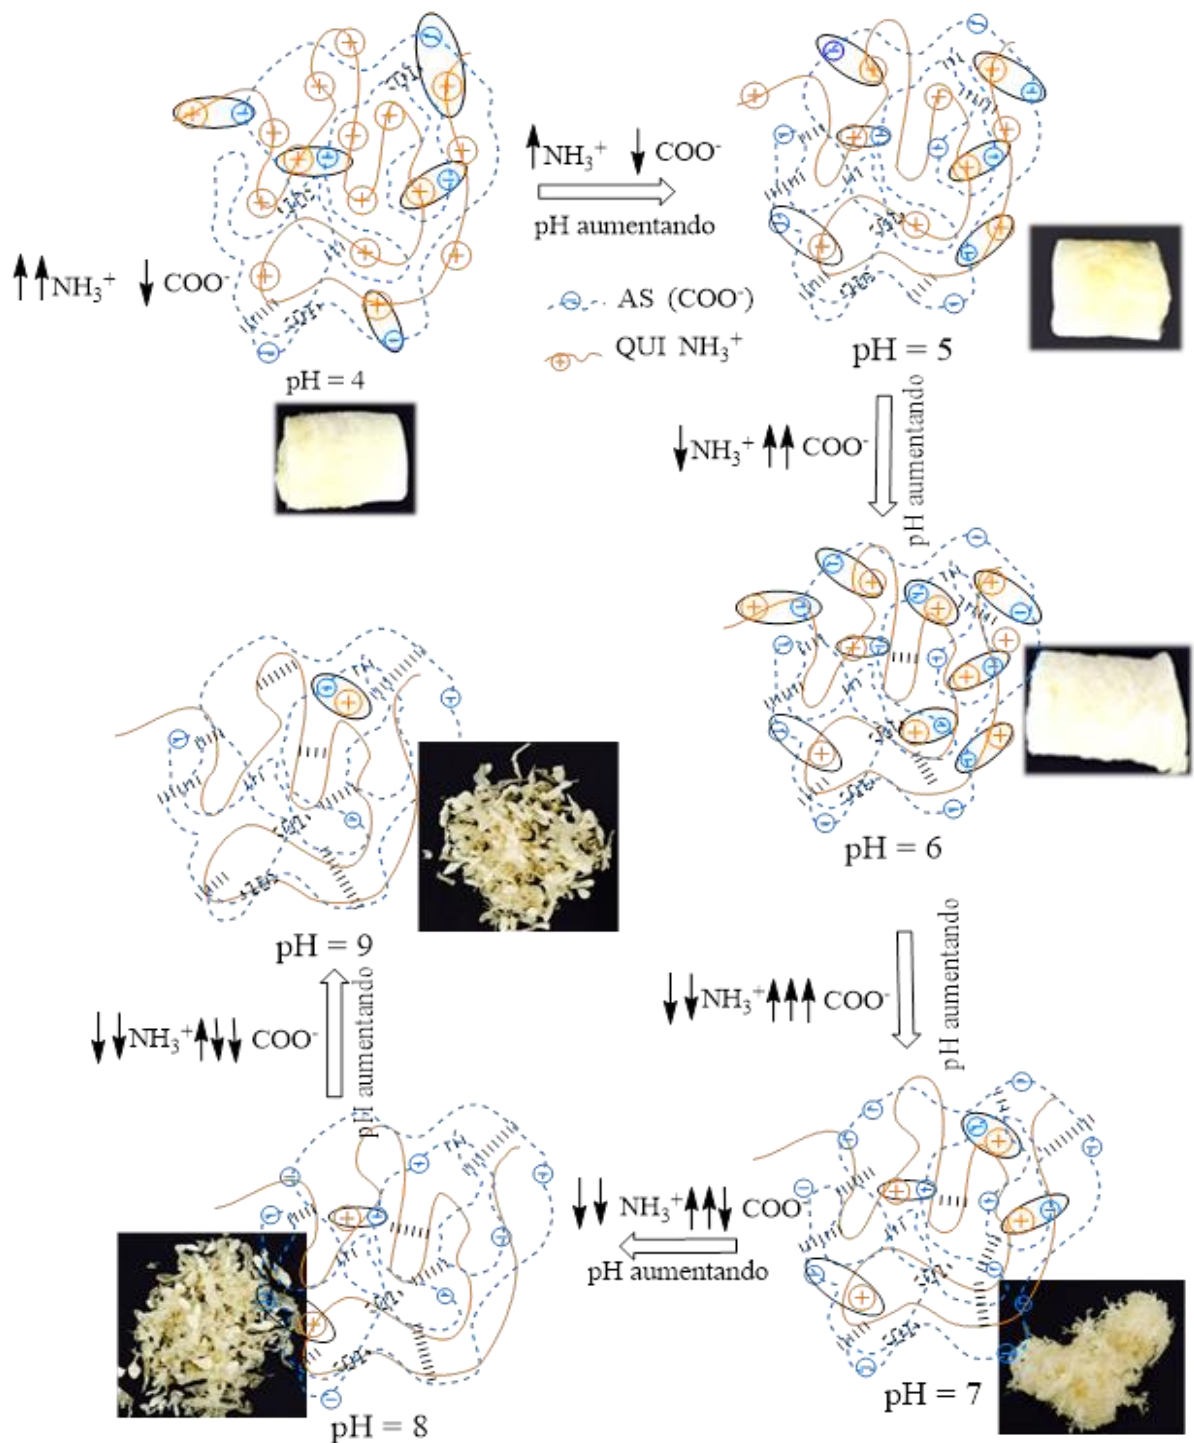 ↑NH₃⁺ ↓ COO⁻
pH aumentando
↑↑NH₃⁺ ↓ COO⁻
AS (COO⁻)
QUI NH₃⁺
pH = 4
pH = 5
↓NH₃⁺ ↑↑ COO⁻
pH aumentando
pH = 6
pH = 9
↓↓NH₃⁺↑↑↑ COO⁻
pH aumentando
↓↓NH₃⁺↑↓↓ COO⁻
pH aumentando
↓↓ NH₃⁺↑↑↓ COO⁻
pH aumentando
pH = 7
pH = 8